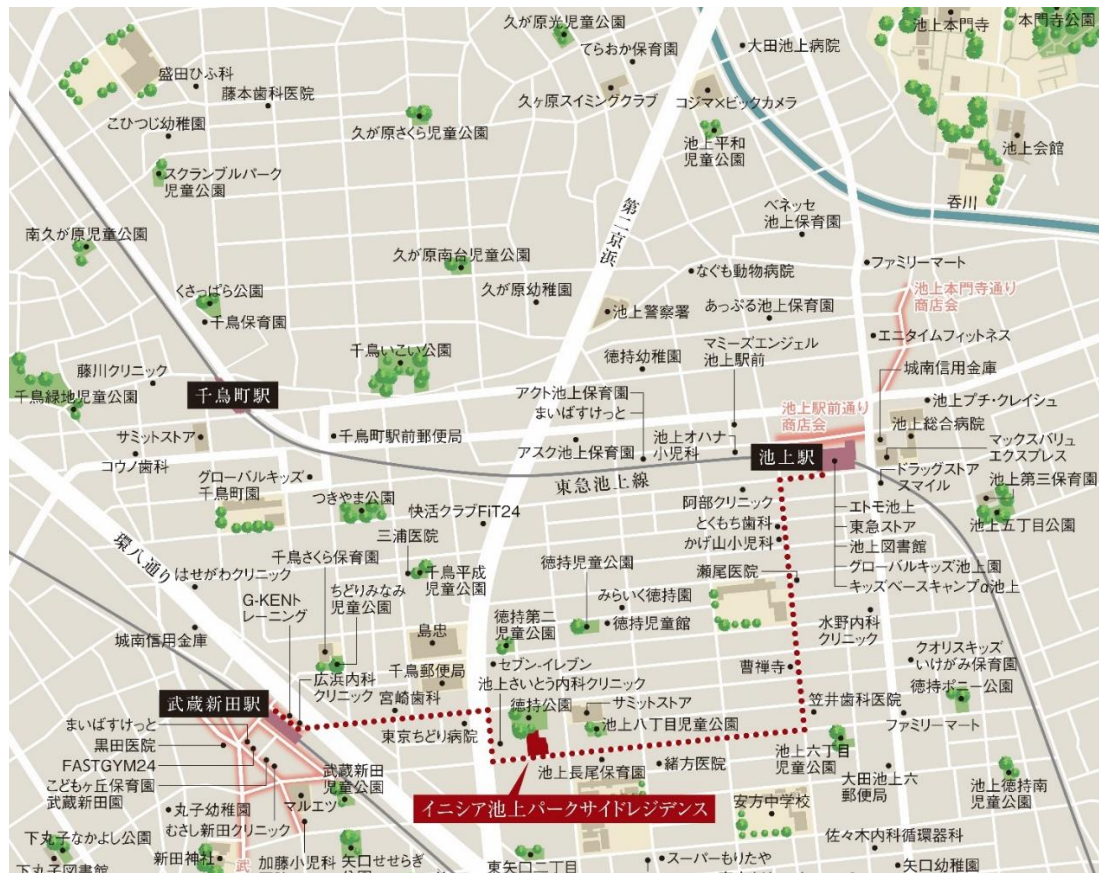 久が原光児童公園
てらおか保育園
大田池上病院
池上本門寺
本門寺公園
盛田ひふ科
藤本歯科医院
久ヶ原スイミングクラブ
コジマ×ビックカメラ
こひつじ幼稚園
久が原さくら児童公園
池上平和
児童公園
池上会館
スクランブルパーク
児童公園
呑川
第二京浜
ベネッセ
池上保育園
南久が原児童公園
久が原南台児童公園
なぐも動物病院
ファミリーマート
くさっぱら公園
久が原幼稚園
池上本門寺通り
商店会
千鳥保育園
池上警察署
あっぷる池上保育園
エニタイムフィットネス
千鳥いこい公園
徳持幼稚園
マミーズエンジェル
池上駅前
城南信用金庫
藤川クリニック
千鳥町駅
アクト池上保育園
まいばすけっと
池上駅前通り
商店会
池上プチ・クレイシュ
千鳥緑地児童公園
サミットストア
千鳥町駅前郵便局
アスク池上保育園
池上オハナ
小児科
池上駅
池上総合病院
マックスバリュ
エクスプレス
コウノ歯科
東急池上線
ドラッグストア
スマイル
池上第三保育園
グローバルキッズ
千鳥町園
つきやま公園
快活クラブFiT24
阿部クリニック
とくもち歯科
かげ山小児科
エトモ池上
東急ストア
池上図書館
グローバルキッズ池上園
キッズベースキャンプα池上
池上五丁目公園
環八通り
三浦医院
千鳥さくら保育園
はせがわクリニック
ちどりみなみ
児童公園
千鳥平成
児童公園
徳持児童公園
瀬尾医院
G-KENト
レーニング
みらいく徳持園
徳持児童館
水野内科
クリニック
城南信用金庫
島忠
徳持第二
児童公園
クオリスキッズ
いけがみ保育園
武蔵新田駅
広浜内科
クリニック
千鳥郵便局
セブン-イレブン
池上さいとう内科クリニック
曹禅寺
徳持ポニー公園
宮崎歯科
徳持公園
サミットストア
笠井歯科医院
ファミリーマート
まいばすけっと
黒田医院
FASTGYM24
こどもヶ丘保育園
武蔵新田園
東京ちどり病院
池上八丁目児童公園
池上六丁目
児童公園
武蔵新田
児童公園
池上長尾保育園
緒方医院
大田池上六
郵便局
池上徳持南
児童公園
丸子幼稚園
マルエツ
イニシア池上パークサイドレジデンス
安方中学校
むさし新田クリニック
下丸子なかよし公園
佐々木内科循環器科
新田神社
武
加藤小児科
矢口せせらぎ
東矢口二丁目
スーパーもりたや
矢口幼稚園
下丸子図書館